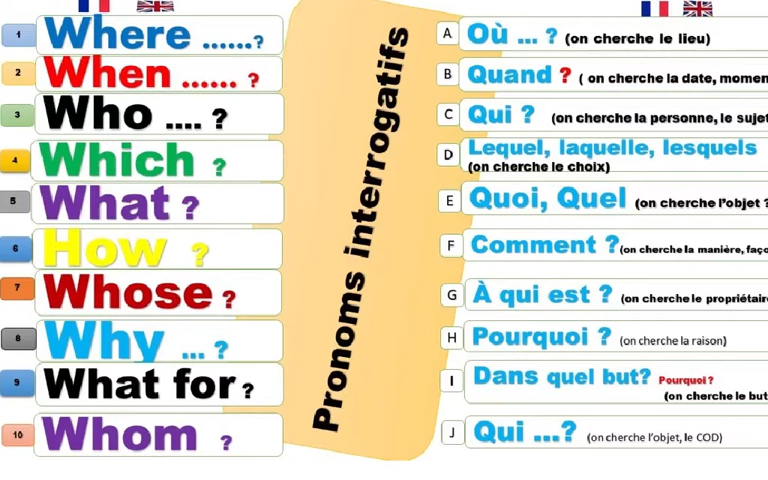 1 Where ......?
2 When ...... ?
3 Who .... ?
4 Which ?
5 What ?
6 How ?
7 Whose ?
8 Why ... ?
9 What for ?
10 Whom ?
Pronoms interrogatifs
A Où ... ? (on cherche le lieu)
B Quand ? ( on cherche la date, momen
C Qui ? (on cherche la personne, le sujet
D Lequel, laquelle, lesquels
(on cherche le choix)
E Quoi, Quel (on cherche l'objet ?
F Comment ? (on cherche la manière, faço
G À qui est ? (on cherche le propriétair
H Pourquoi ? (on cherche la raison)
I Dans quel but? Pourquoi ?
(on cherche le but
J Qui ...? (on cherche l'objet, le COD)